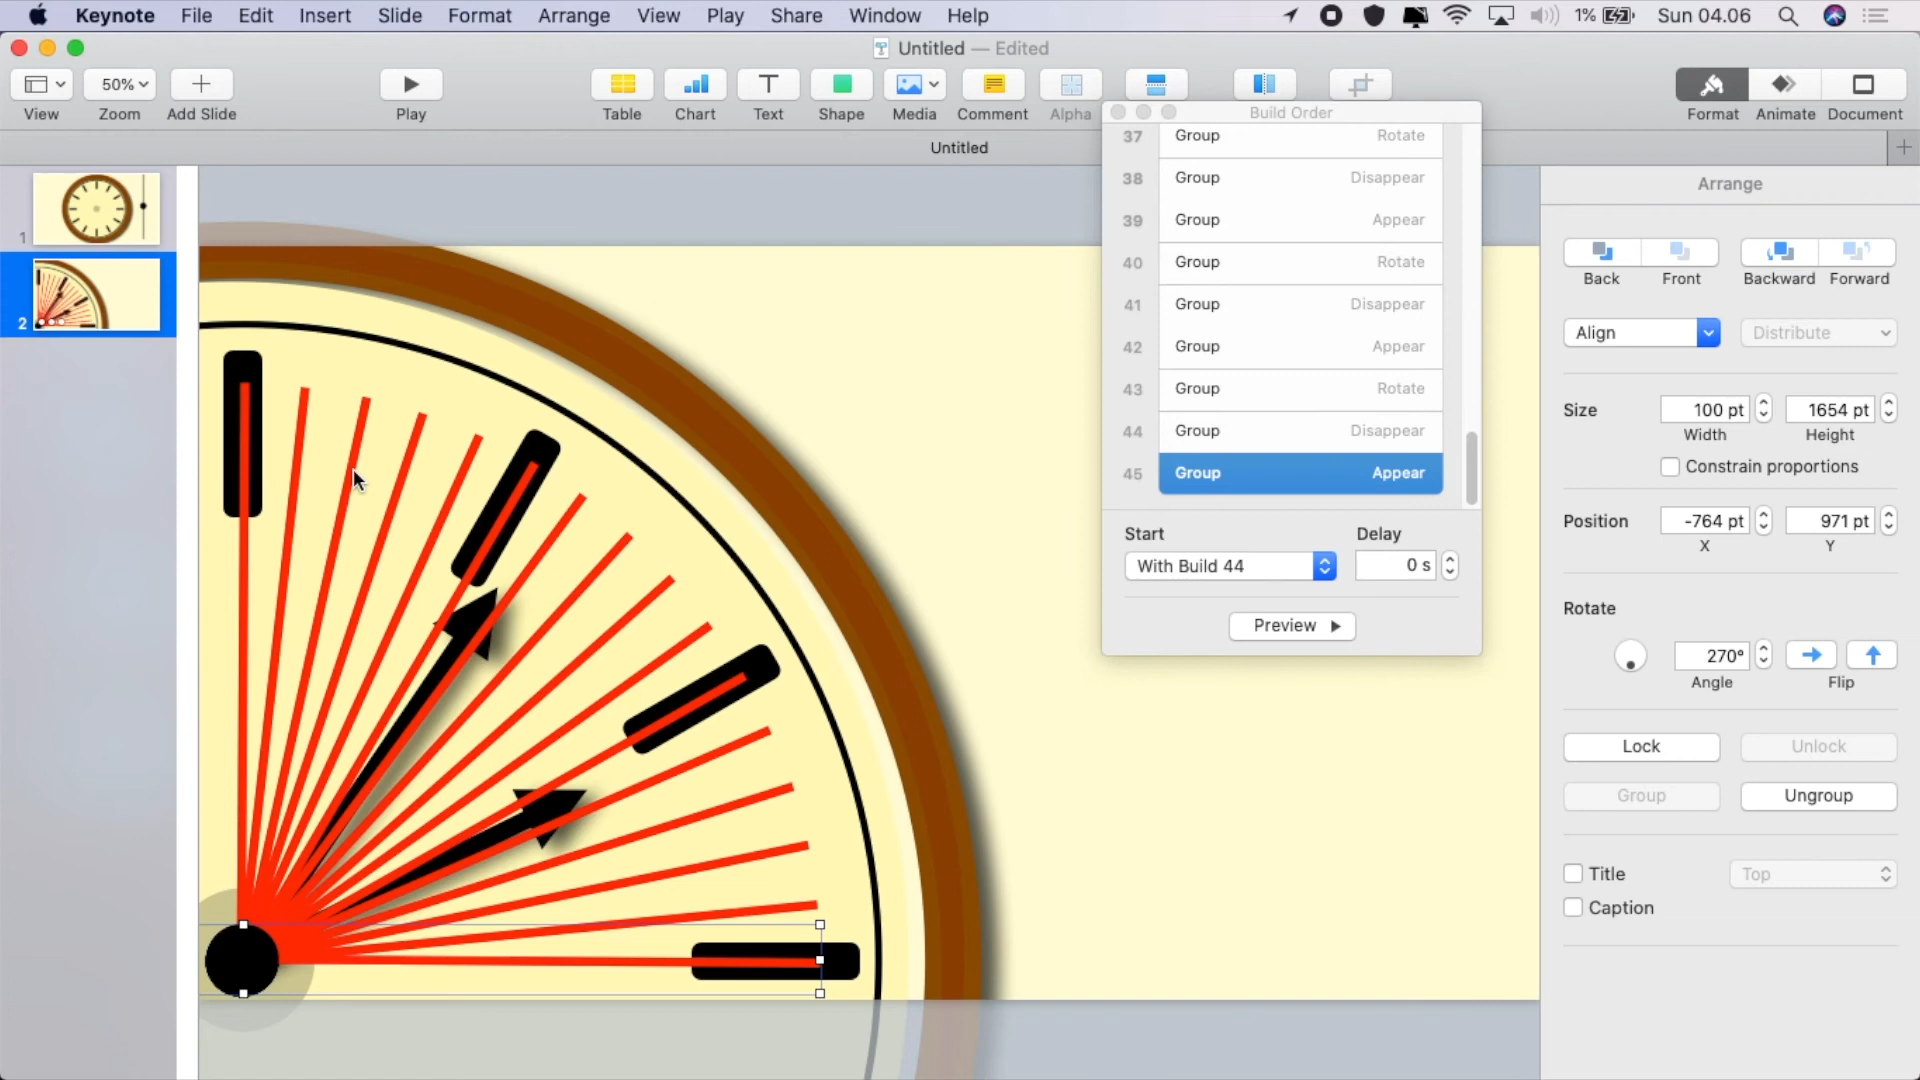 Keynote File Edit Insert Slide Format Arrange View Play Share Window Help 1% Sun 04.06
Untitled — Edited
50%
View Zoom Add Slide Play Table Chart Text Shape Media Comment Alpha Format Animate Document
Build Order
Untitled
37 Group Rotate
38 Group Disappear
39 Group Appear
40 Group Rotate
41 Group Disappear
42 Group Appear
43 Group Rotate
44 Group Disappear
45 Group Appear
Start Delay
With Build 44 0 s
Preview
1
2
Arrange
Back Front Backward Forward
Align Distribute
Size 100 pt 1654 pt
Width Height
Constrain proportions
Position -764 pt 971 pt
X Y
Rotate
270°
Angle Flip
Lock Unlock
Group Ungroup
Title Top
Caption